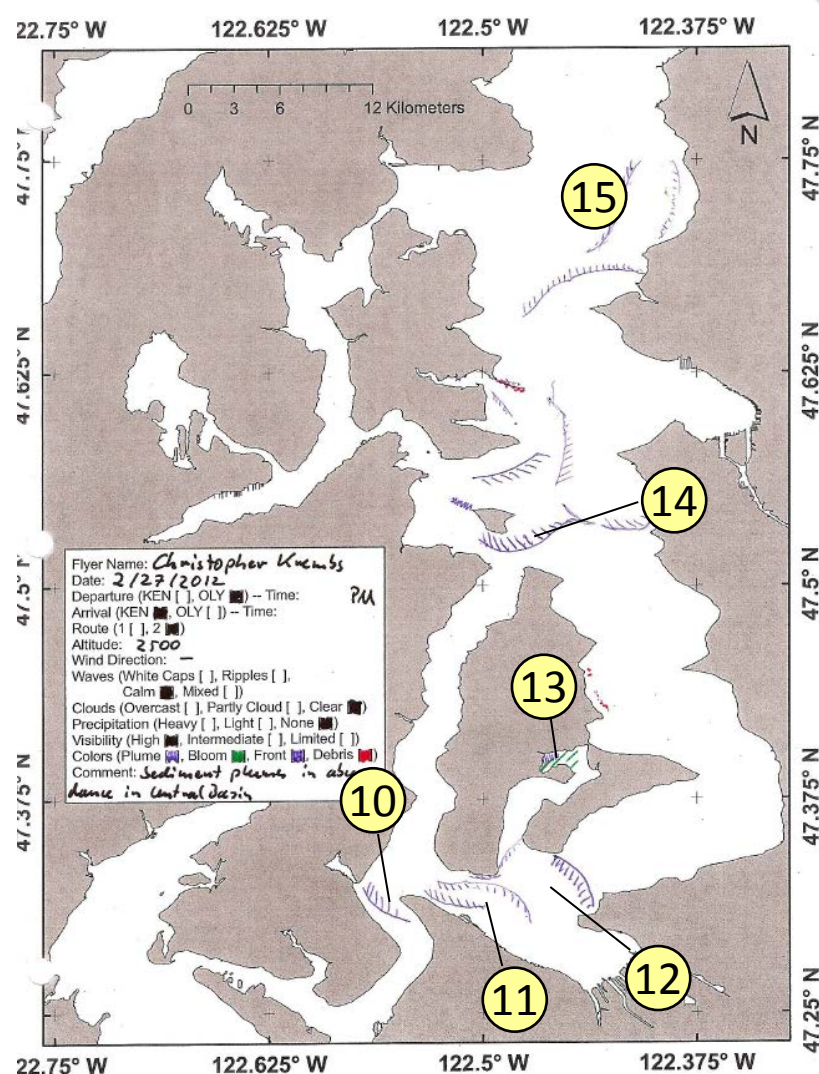 22.75° W 122.625° W 122.5° W 122.375° W
0 3 6 12 Kilometers
N
47.75° N
47.75° N
15
47.625° N
47.625° N
14
Flyer Name: Christopher Krembs
Date: 2/27/2012
Departure (KEN [ ], OLY [ ]) -- Time: PM
Arrival (KEN [ ], OLY [ ]) -- Time:
Route (1 [ ], 2 [ ])
Altitude: 2500
Wind Direction: —
Waves (White Caps [ ], Ripples [ ],
Calm [ ], Mixed [ ])
Clouds (Overcast [ ], Partly Cloud [ ], Clear [ ])
Precipitation (Heavy [ ], Light [ ], None [ ])
Visibility (High [ ], Intermediate [ ], Limited [ ])
Colors (Plume [ ], Bloom [ ], Front [ ], Debris [ ])
Comment: Sediment plumes in abun
dance in Central Basin
47.5° N
47.5° N
13
47.375° N
47.375° N
10
11
12
47.25° N
22.75° W 122.625° W 122.5° W 122.375° W